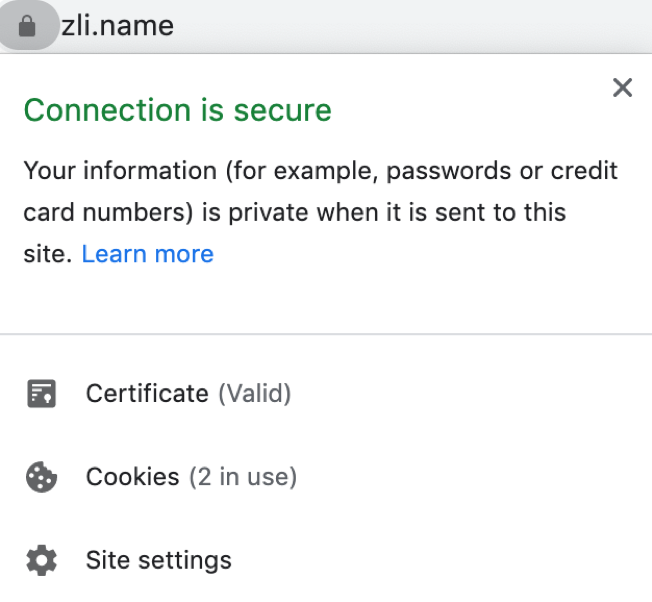 zli.name
Connection is secure
Your information (for example, passwords or credit
card numbers) is private when it is sent to this
site. Learn more
Certificate (Valid)
Cookies (2 in use)
Site settings